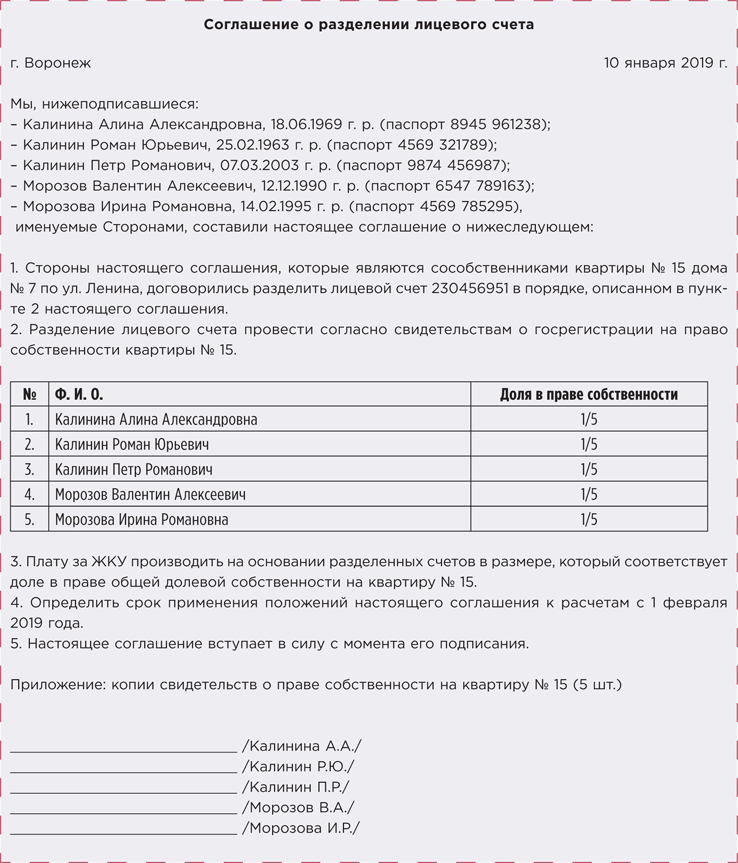 Соглашение о разделении лицевого счета
г. Воронеж 10 января 2019 г.
Мы, нижеподписавшиеся:
– Калинина Алина Александровна, 18.06.1969 г. р. (паспорт 8945 961238);
– Калинин Роман Юрьевич, 25.02.1963 г. р. (паспорт 4569 321789);
– Калинин Петр Романович, 07.03.2003 г. р. (паспорт 9874 456987);
– Морозов Валентин Алексеевич, 12.12.1990 г. р. (паспорт 6547 789163);
– Морозова Ирина Романовна, 14.02.1995 г. р. (паспорт 4569 785295),
именуемые Сторонами, составили настоящее соглашение о нижеследующем:
1. Стороны настоящего соглашения, которые являются сособственниками квартиры № 15 дома
№ 7 по ул. Ленина, договорились разделить лицевой счет 230456951 в порядке, описанном в пунк-
те 2 настоящего соглашения.
2. Разделение лицевого счета провести согласно свидетельствам о госрегистрации на право
собственности квартиры № 15.
№ Ф. И. О. Доля в праве собственности
1. Калинина Алина Александровна 1/5
2. Калинин Роман Юрьевич 1/5
3. Калинин Петр Романович 1/5
4. Морозов Валентин Алексеевич 1/5
5. Морозова Ирина Романовна 1/5
3. Плату за ЖКУ производить на основании разделенных счетов в размере, который соответствует
доле в праве общей долевой собственности на квартиру № 15.
4. Определить срок применения положений настоящего соглашения к расчетам с 1 февраля
2019 года.
5. Настоящее соглашение вступает в силу с момента его подписания.
Приложение: копии свидетельств о праве собственности на квартиру № 15 (5 шт.)
____________________________ /Калинина А.А./
____________________________ /Калинин Р.Ю./
____________________________ /Калинин П.Р./
____________________________ /Морозов В.А./
____________________________ /Морозова И.Р./